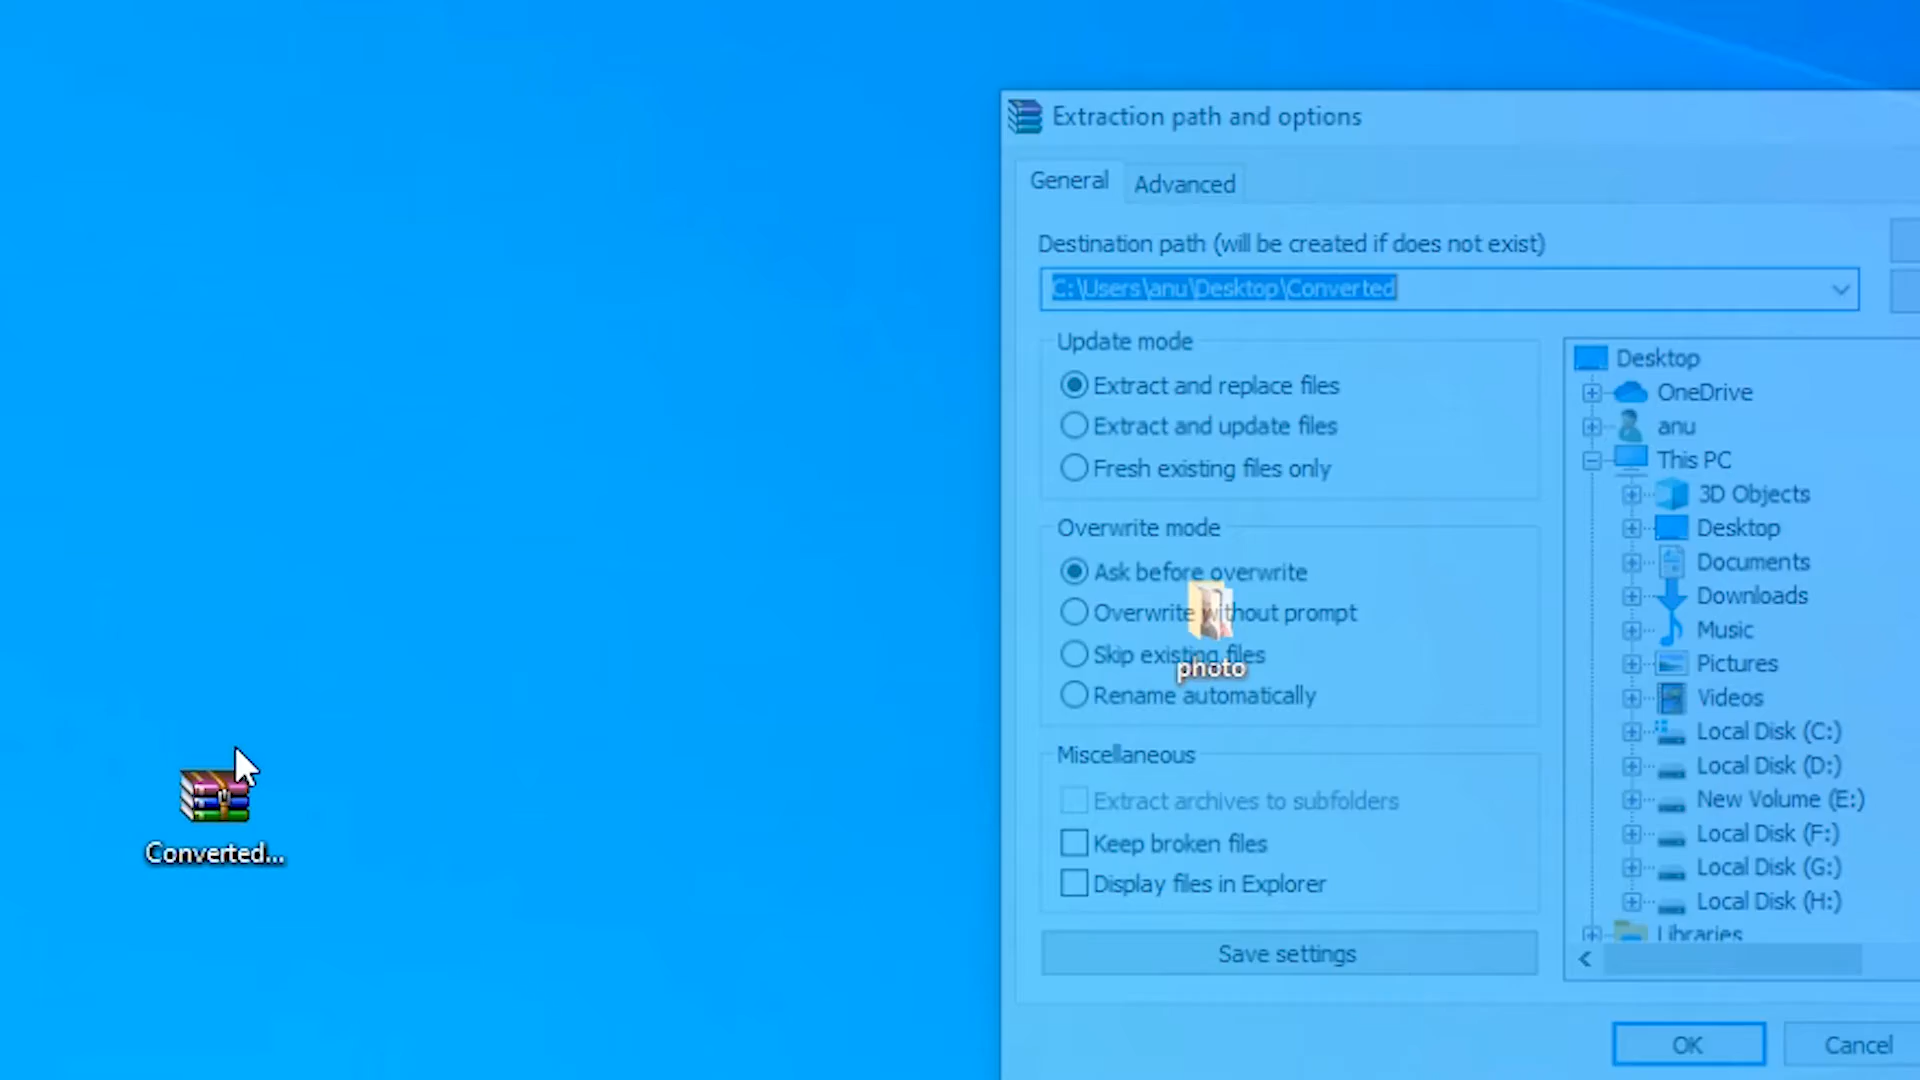 Extraction path and options
General
Advanced
Destination path (will be created if does not exist)
C:\Users\anu\Desktop\Converted
Update mode
Extract and replace files
Extract and update files
Fresh existing files only
Overwrite mode
Ask before overwrite
Overwrite without prompt
Skip existing files
Rename automatically
Miscellaneous
Extract archives to subfolders
Keep broken files
Display files in Explorer
Save settings
Desktop
OneDrive
anu
This PC
3D Objects
Desktop
Documents
Downloads
Music
Pictures
Videos
Local Disk (C:)
Local Disk (D:)
New Volume (E:)
Local Disk (F:)
Local Disk (G:)
Local Disk (H:)
Libraries
OK
Cancel
photo
Converted...